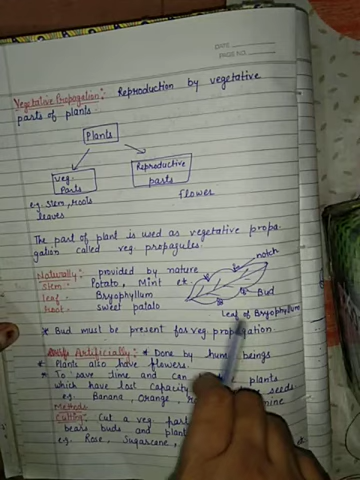 DATE
PAGE NO.
Vegetative Propagation: Reproduction by vegetative
parts of plants.
Plants
Veg. Parts
Reproductive parts
e.g. stem, roots
leaves
flower
The part of plant is used as vegetative propa-
gation called veg. propagules.
Naturally: provided by nature
Stem: Potato, Mint et.
leaf: Bryophyllum
Root: sweet patato
notch
Bud
Leaf of Bryophyllum
* Bud must be present for veg. propagation
Artificially: * Done by human beings
* Plants also have flowers.
* To save Time and can plants
which have lost capacity seeds.
e.g. Banana, Orange,
Methods
Cutting: Cut a veg. part
bears buds and plant
e.g. Rose, Sugarcane,